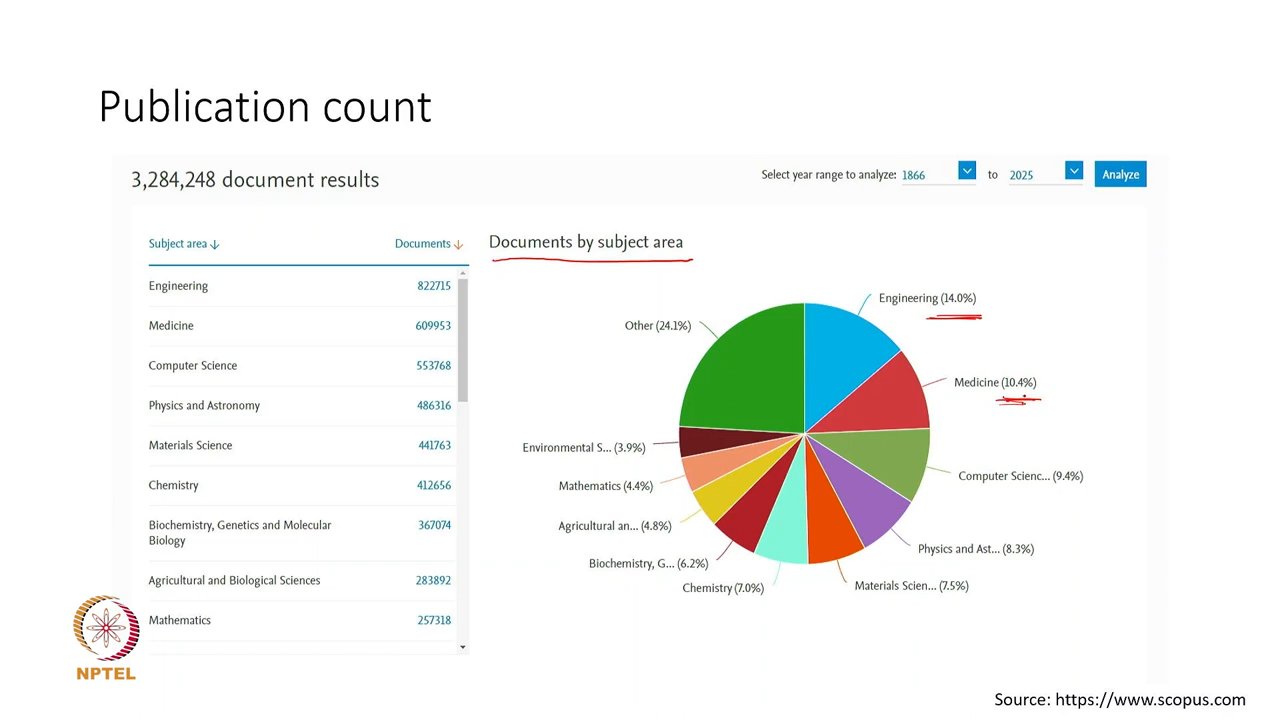 Publication count
3,284,248 document results
Select year range to analyze: 1866 to 2025 Analyze
Subject area Documents
Engineering 822715
Medicine 609953
Computer Science 553768
Physics and Astronomy 486316
Materials Science 441763
Chemistry 412656
Biochemistry, Genetics and Molecular 367074
Biology
Agricultural and Biological Sciences 283892
Mathematics 257318
Documents by subject area
Engineering (14.0%)
Other (24.1%)
Medicine (10.4%)
Environmental S... (3.9%)
Computer Scienc... (9.4%)
Mathematics (4.4%)
Agricultural an... (4.8%)
Physics and Ast... (8.3%)
Biochemistry, G... (6.2%)
Materials Scien... (7.5%)
Chemistry (7.0%)
NPTEL
Source: https://www.scopus.com